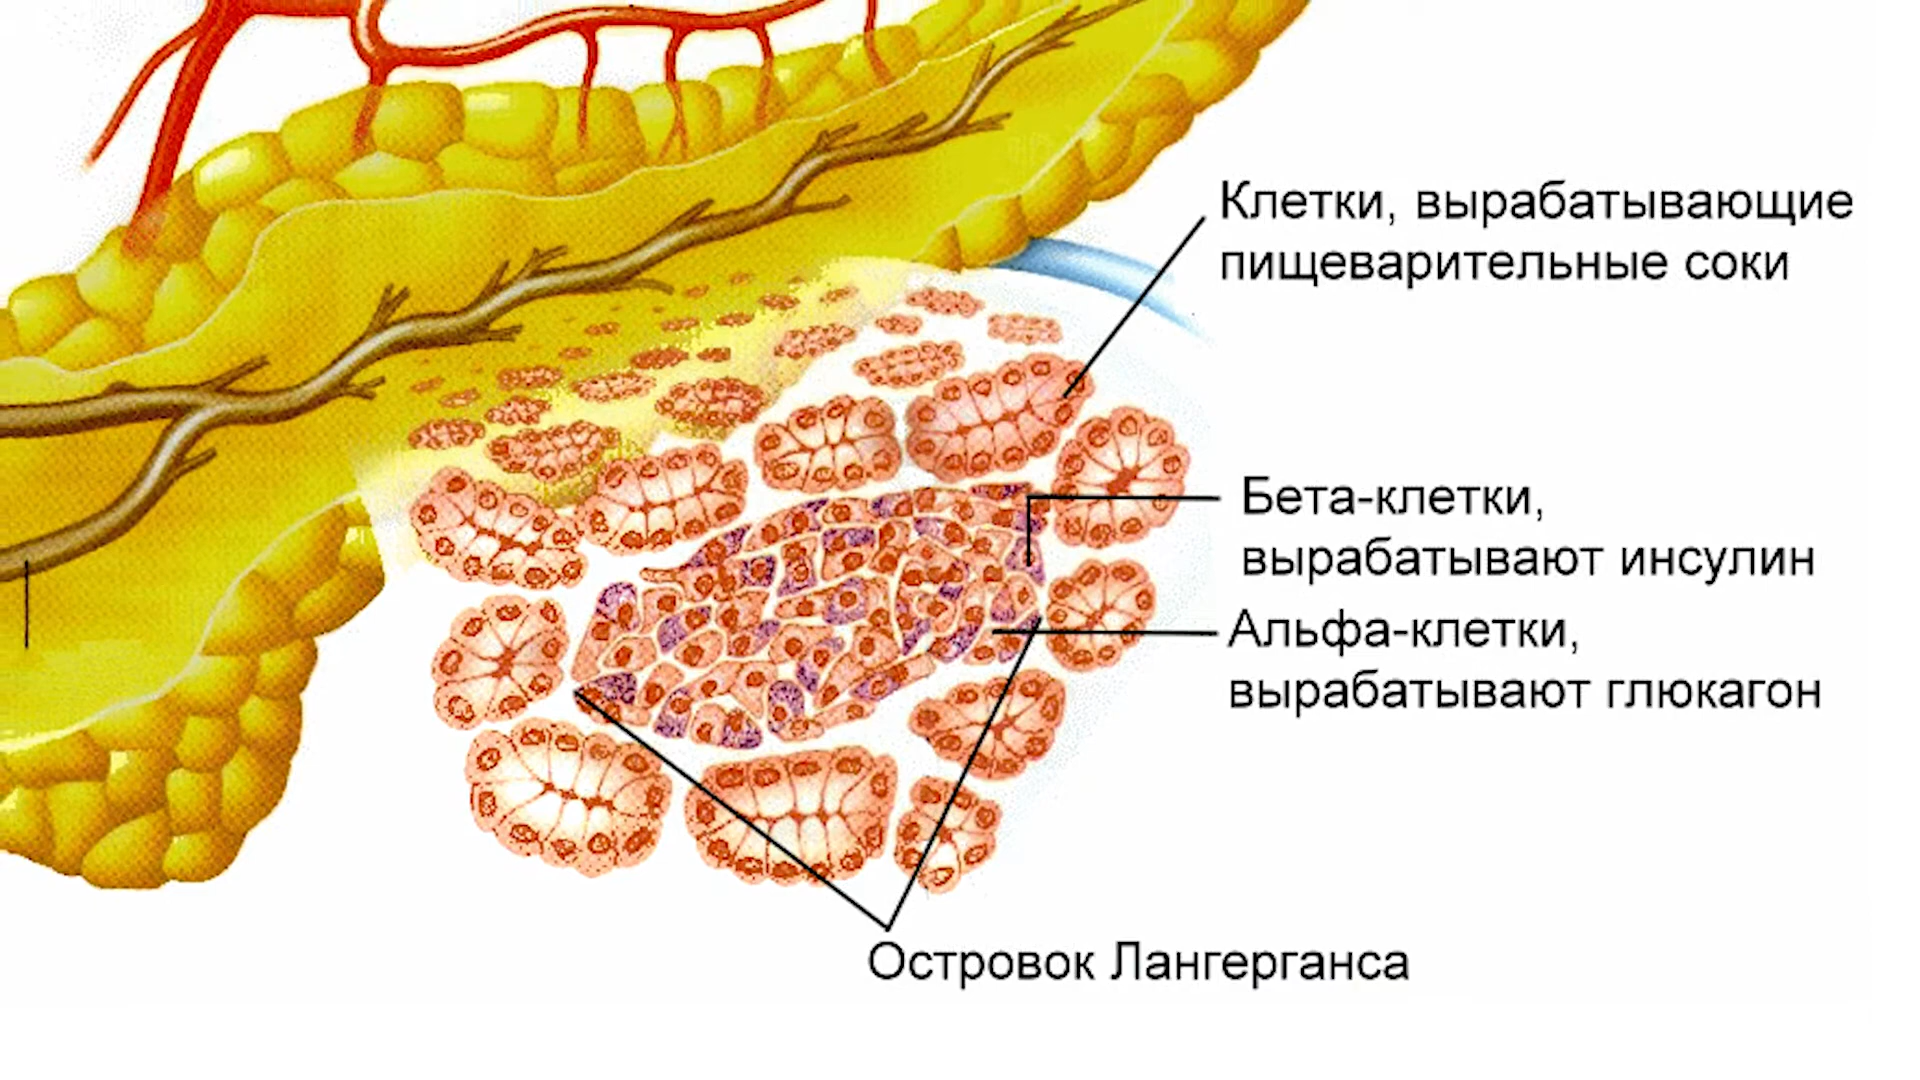 Клетки, вырабатывающие
пищеварительные соки
Бета-клетки,
вырабатывают инсулин
Альфа-клетки,
вырабатывают глюкагон
Островок Лангерганса